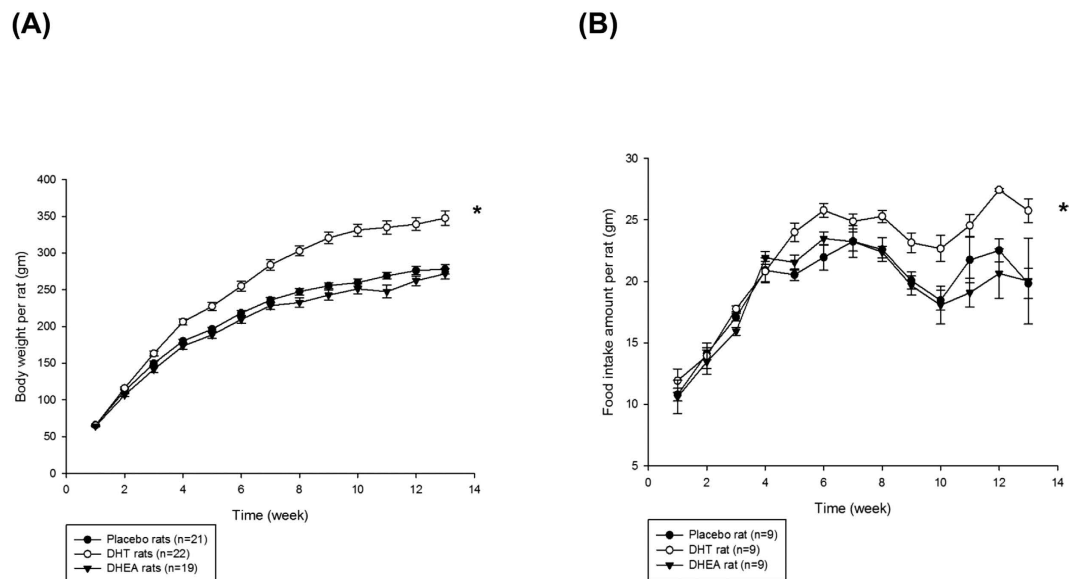 (A)
(B)
400
350
300
250
200
150
100
50
0
Body weight per rat (gm)
0 2 4 6 8 10 12 14
Time (week)
*
Placebo rats (n=21)
DHT rats (n=22)
DHEA rats (n=19)
30
25
20
15
10
5
Food intake amount per rat (gm)
0 2 4 6 8 10 12 14
Time (week)
*
Placebo rat (n=9)
DHT rat (n=9)
DHEA rat (n=9)